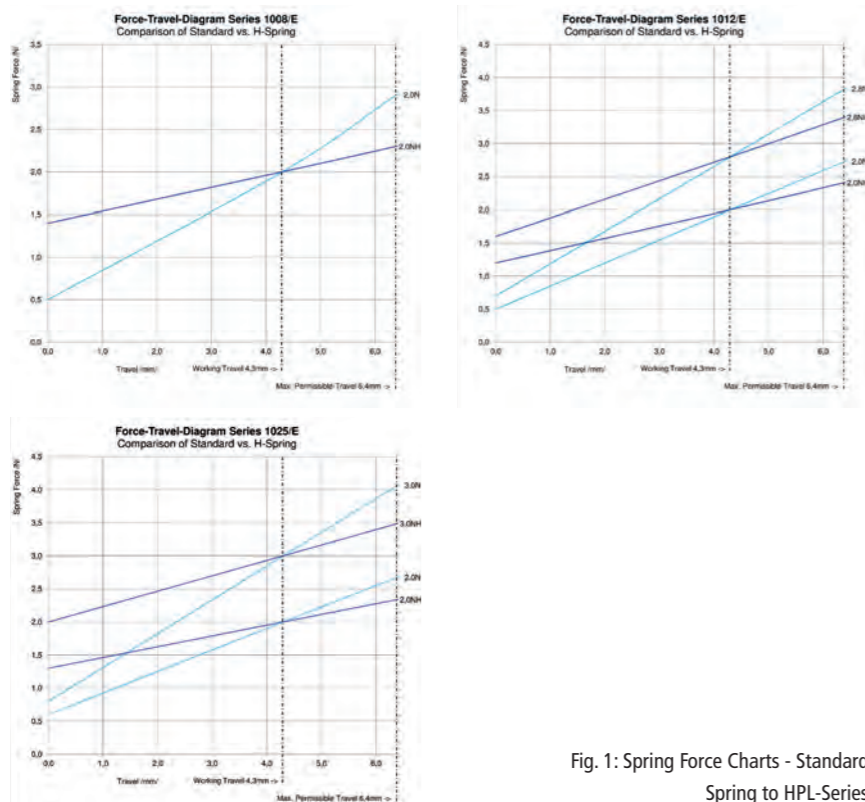 Force-Travel-Diagram Series 1008/E
Comparison of Standard vs. H-Spring
Spring Force /N/
3,5
3,0
2,5
2,0
1,5
1,0
0,5
0,0
2.0N
2.0NH
0,0 1,0 2,0 3,0 4,0 5,0 6,0
Travel /mm/ Working Travel 4,3mm ->
Max. Permissible Travel 6,4mm ->
Force-Travel-Diagram Series 1012/E
Comparison of Standard vs. H-Spring
Spring Force /N/
4,5
4,0
3,5
3,0
2,5
2,0
1,5
1,0
0,5
0,0
2.8N
2.8NH
2.0N
2.0NH
0,0 1,0 2,0 3,0 4,0 5,0 6,0
Travel /mm/ Working Travel 4,3mm ->
Max. Permissible Travel 6,4mm ->
Force-Travel-Diagram Series 1025/E
Comparison of Standard vs. H-Spring
Spring Force /N/
4,5
4,0
3,5
3,0
2,5
2,0
1,5
1,0
0,5
0,0
3.0N
3.0NH
2.0N
2.0NH
0,0 1,0 2,0 3,0 4,0 5,0 6,0
Travel /mm/ Working Travel 4,3mm ->
Max. Permissible Travel 6,4mm ->
Fig. 1: Spring Force Charts - Standard
Spring to HPL-Series